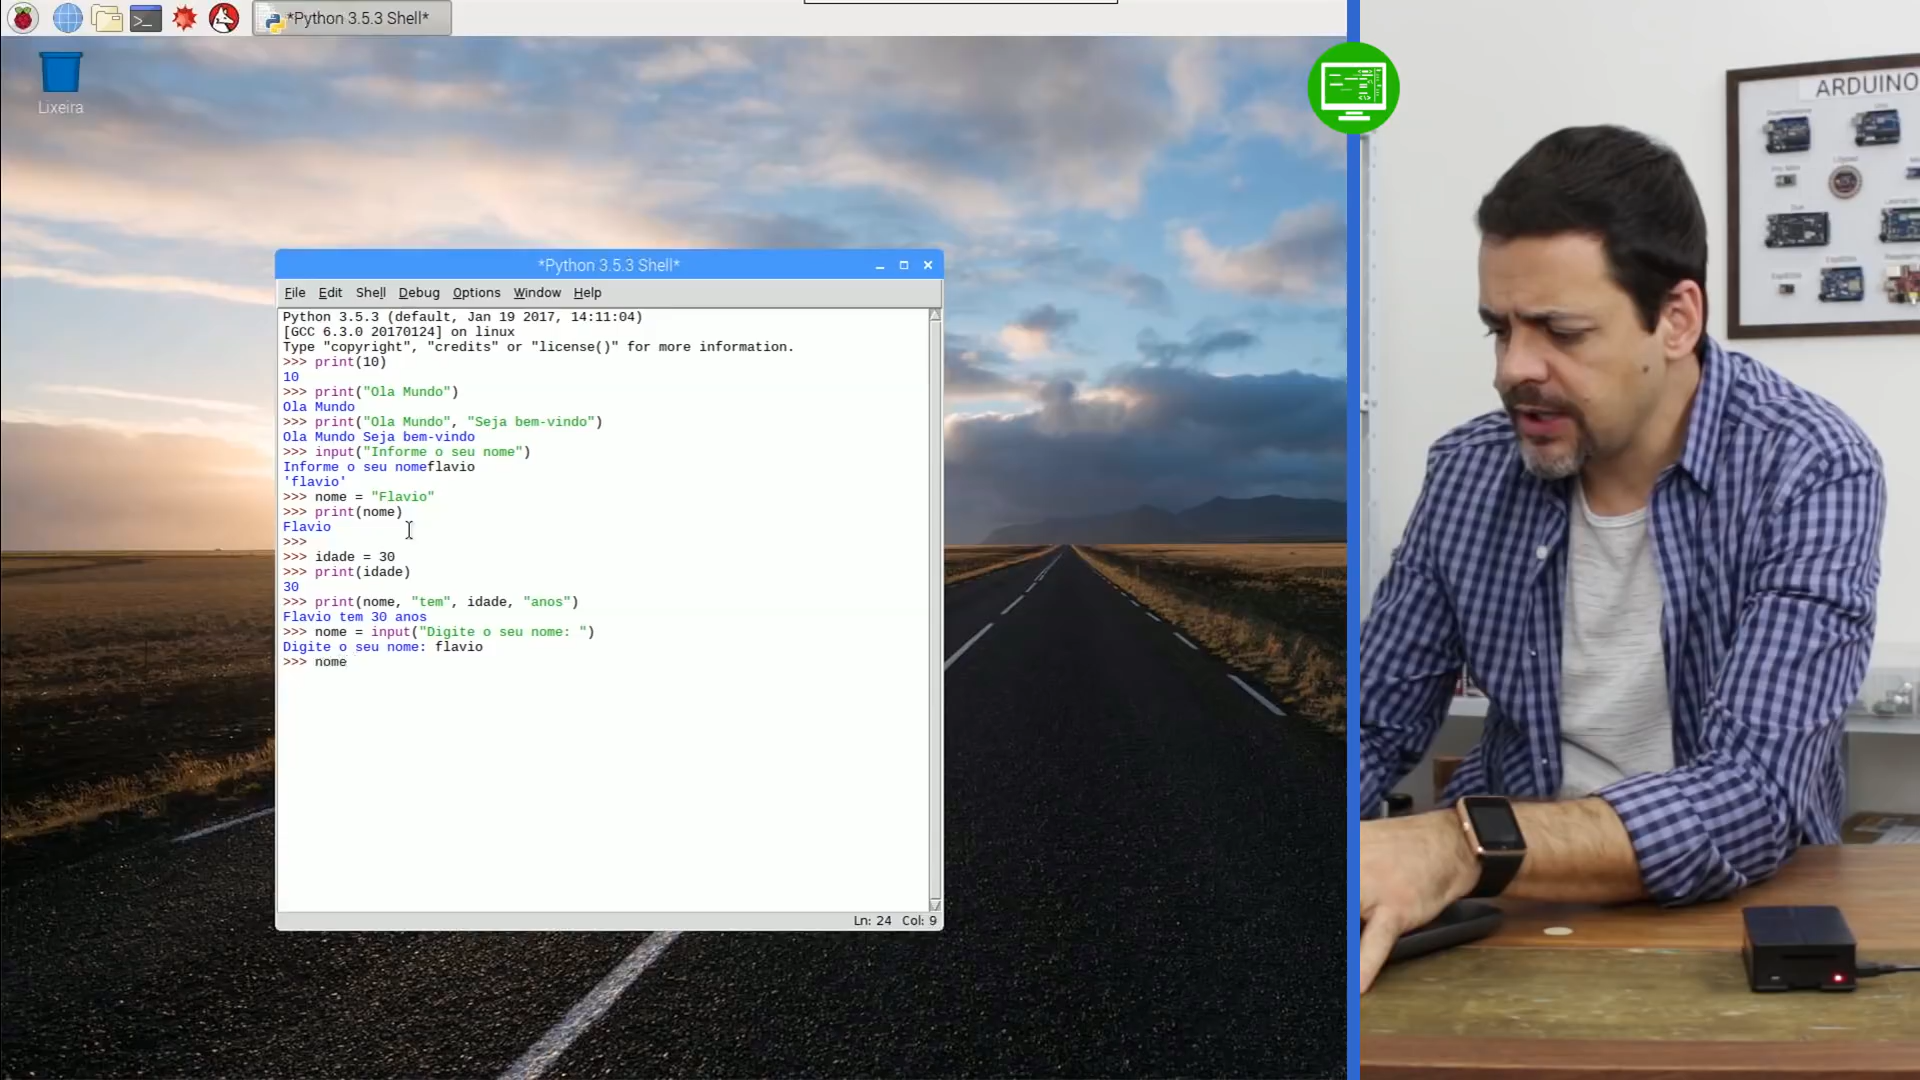 *Python 3.5.3 Shell*
Lixeira
ARDUINO
*Python 3.5.3 Shell*
File Edit Shell Debug Options Window Help
Python 3.5.3 (default, Jan 19 2017, 14:11:04)
[GCC 6.3.0 20170124] on linux
Type "copyright", "credits" or "license()" for more information.
>>> print(10)
10
>>> print("Ola Mundo")
Ola Mundo
>>> print("Ola Mundo", "Seja bem-vindo")
Ola Mundo Seja bem-vindo
>>> input("Informe o seu nome")
Informe o seu nomeflavio
'flavio'
>>> nome = "Flavio"
>>> print(nome)
Flavio
>>>
>>> idade = 30
>>> print(idade)
30
>>> print(nome, "tem", idade, "anos")
Flavio tem 30 anos
>>> nome = input("Digite o seu nome: ")
Digite o seu nome: flavio
>>> nome
Ln: 24 Col: 9